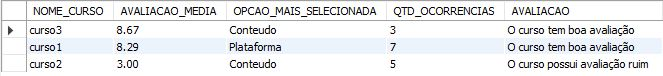 NOME_CURSO AVALIACAO_MEDIA OPCAO_MAIS_SELECIONADA QTD_OCORRENCIAS AVALIACAO
curso3 8.67 Conteudo 3 O curso tem boa avaliação
curso1 8.29 Plataforma 7 O curso tem boa avaliação
curso2 3.00 Conteudo 5 O curso possui avaliação ruim